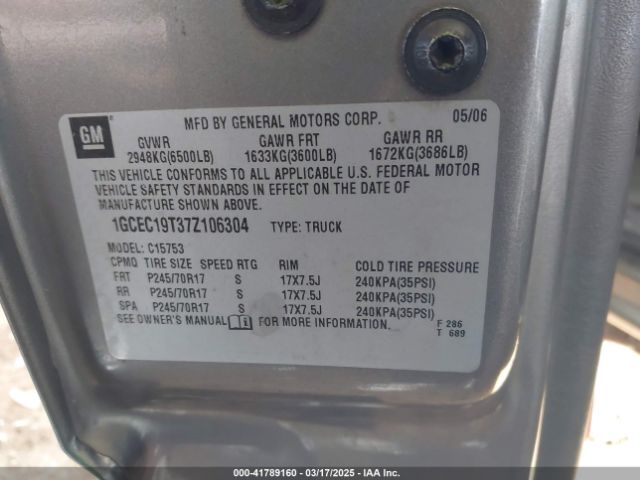 MFD BY GENERAL MOTORS CORP. 05/06
GM
GVWR GAWR FRT GAWR RR
2948KG(6500LB) 1633KG(3600LB) 1672KG(3686LB)
THIS VEHICLE CONFORMS TO ALL APPLICABLE U.S. FEDERAL MOTOR
VEHICLE SAFETY STANDARDS IN EFFECT ON THE DATE OF
MANUFACTURE SHOWN ABOVE.
1GCEC19T37Z106304 TYPE: TRUCK
MODEL: C15753
CPMQ TIRE SIZE SPEED RTG RIM COLD TIRE PRESSURE
FRT P245/70R17 S 17X7.5J 240KPA(35PSI)
RR P245/70R17 S 17X7.5J 240KPA(35PSI)
SPA P245/70R17 S 17X7.5J 240KPA(35PSI)
SEE OWNER'S MANUAL FOR MORE INFORMATION.
F 286
T 689
000-41789160 - 03/17/2025 - IAA Inc.